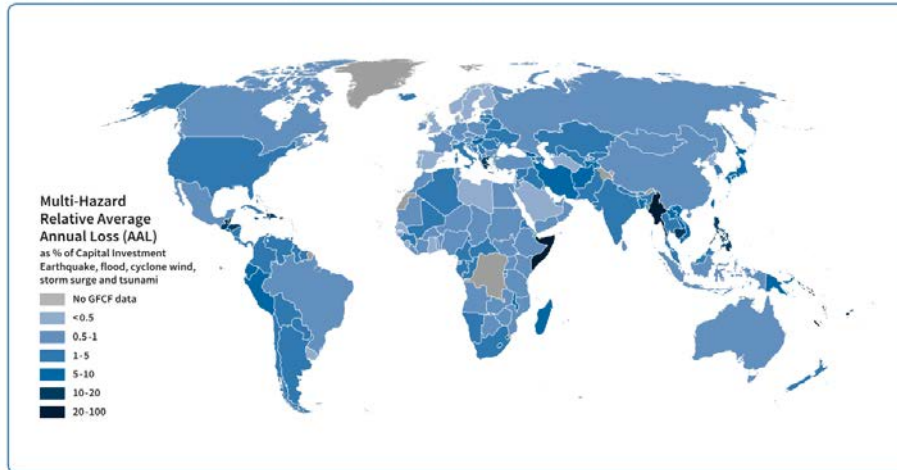 Multi-Hazard
Relative Average
Annual Loss (AAL)
as % of Capital Investment
Earthquake, flood, cyclone wind,
storm surge and tsunami
No GFCF data
<0.5
0.5-1
1-5
5-10
10-20
20-100